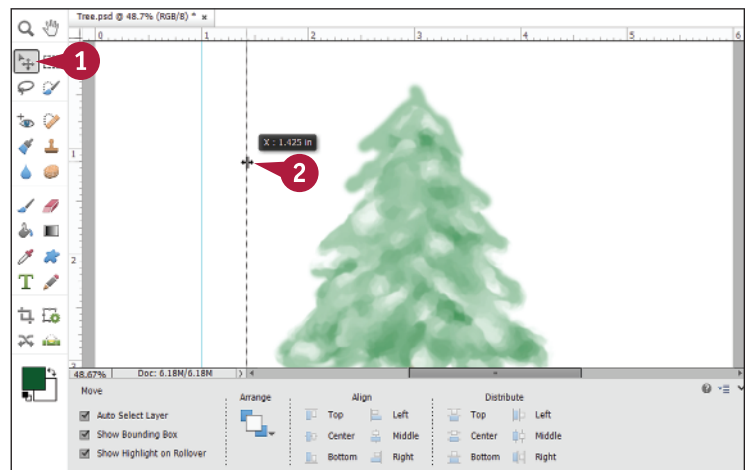 Tree.psd @ 48.7% (RGB/8) * ×
0 1 2 3 4 5 6
1
X : 1.425 in
2
1
2
3
T
48.67% Doc: 6.18M/6.18M
Move
Arrange Align Distribute
Auto Select Layer Top Left Top Left
Show Bounding Box Center Middle Center Middle
Show Highlight on Rollover Bottom Right Bottom Right